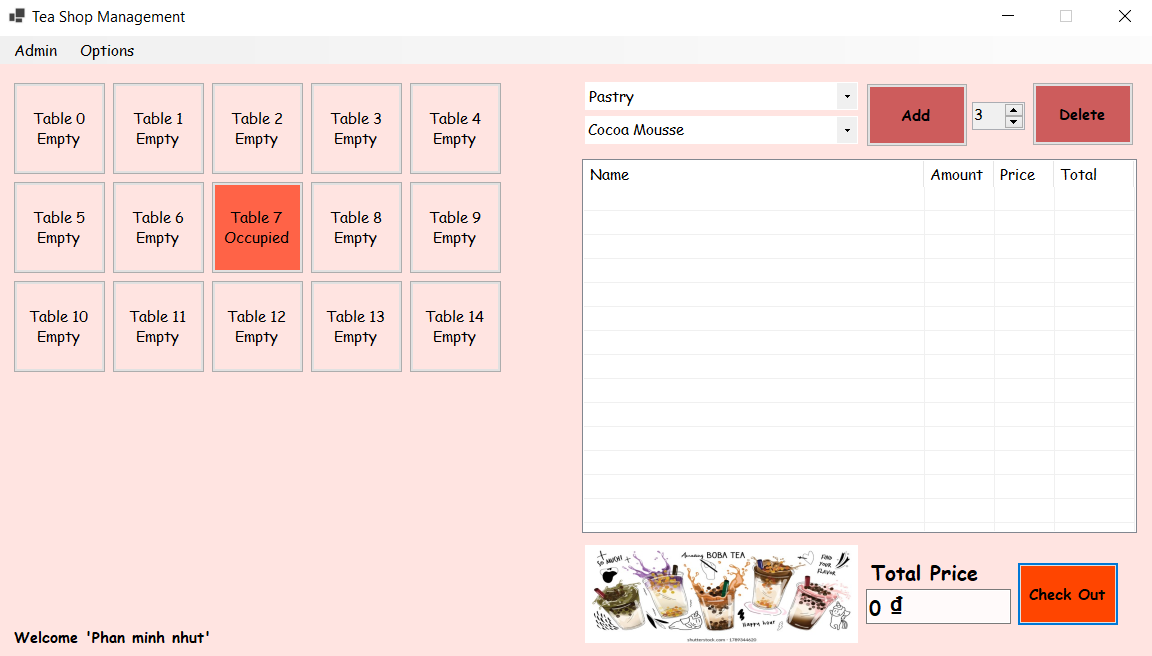 Tea Shop Management
Admin Options
Table 0
Empty
Table 1
Empty
Table 2
Empty
Table 3
Empty
Table 4
Empty
Table 5
Empty
Table 6
Empty
Table 7
Occupied
Table 8
Empty
Table 9
Empty
Table 10
Empty
Table 11
Empty
Table 12
Empty
Table 13
Empty
Table 14
Empty
Pastry
Cocoa Mousse
Add
3
Delete
Name Amount Price Total
SO MUCH!
Amazing BOBA TEA
FIND
YOUR
FLAVOR
Happy hour
shutterstock.com · 1789344620
Total Price
0 ₫
Check Out
Welcome 'Phan minh nhut'